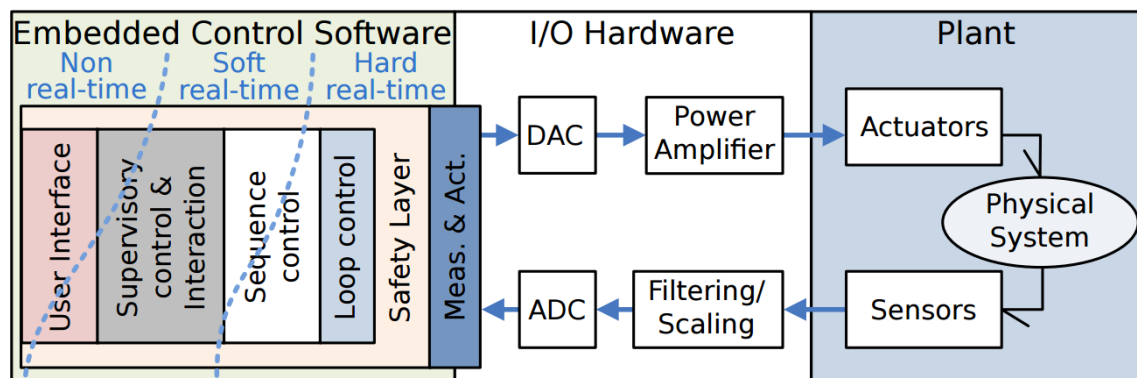 Embedded Control Software
Non
real-time
Soft
real-time
Hard
real-time
User Interface
Supervisory
control &
Interaction
Sequence
control
Loop control
Safety Layer
Meas. & Act.
I/O Hardware
DAC
Power
Amplifier
ADC
Filtering/
Scaling
Plant
Actuators
Physical
System
Sensors